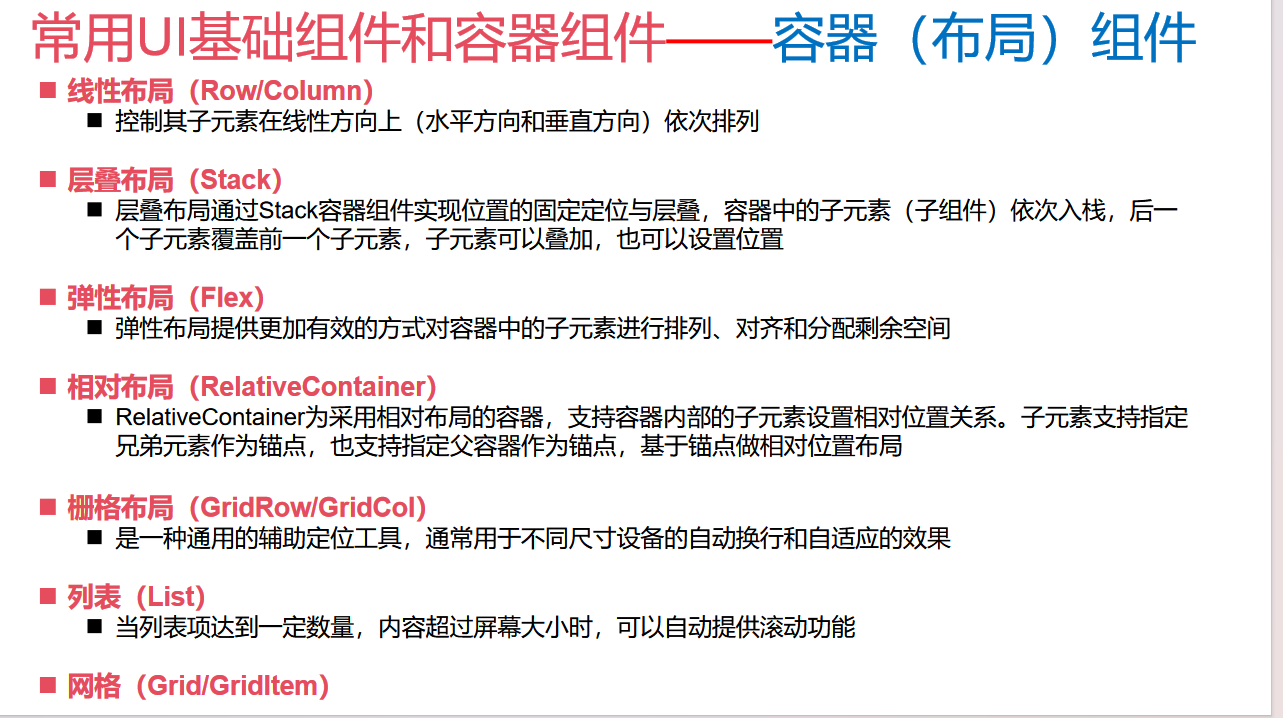 常用UI基础组件和容器组件——容器（布局）组件
线性布局（Row/Column）
控制其子元素在线性方向上（水平方向和垂直方向）依次排列
层叠布局（Stack）
层叠布局通过Stack容器组件实现位置的固定定位与层叠，容器中的子元素（子组件）依次入栈，后一
个子元素覆盖前一个子元素，子元素可以叠加，也可以设置位置
弹性布局（Flex）
弹性布局提供更加有效的方式对容器中的子元素进行排列、对齐和分配剩余空间
相对布局（RelativeContainer）
RelativeContainer为采用相对布局的容器，支持容器内部的子元素设置相对位置关系。子元素支持指定
兄弟元素作为锚点，也支持指定父容器作为锚点，基于锚点做相对位置布局
栅格布局（GridRow/GridCol）
是一种通用的辅助定位工具，通常用于不同尺寸设备的自动换行和自适应的效果
列表（List）
当列表项达到一定数量，内容超过屏幕大小时，可以自动提供滚动功能
网格（Grid/GridItem）